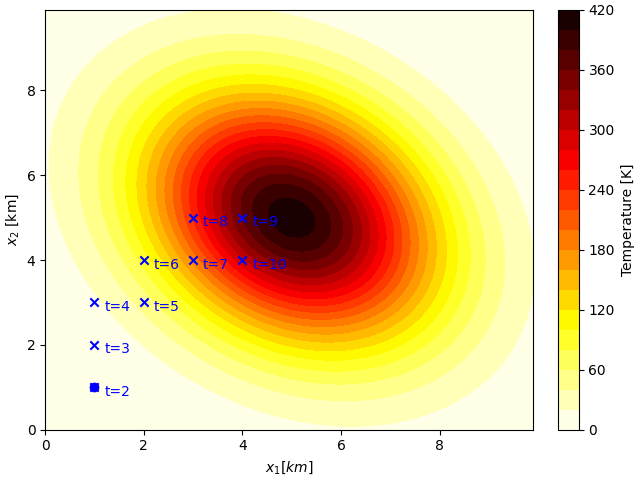 8
6
4
2
0
x₂ [km]
t=8
t=9
t=6
t=7
t=10
t=4
t=5
t=3
t=2
0
2
4
6
8
x₁[km]
420
360
300
240
180
120
60
0
Temperature [K]